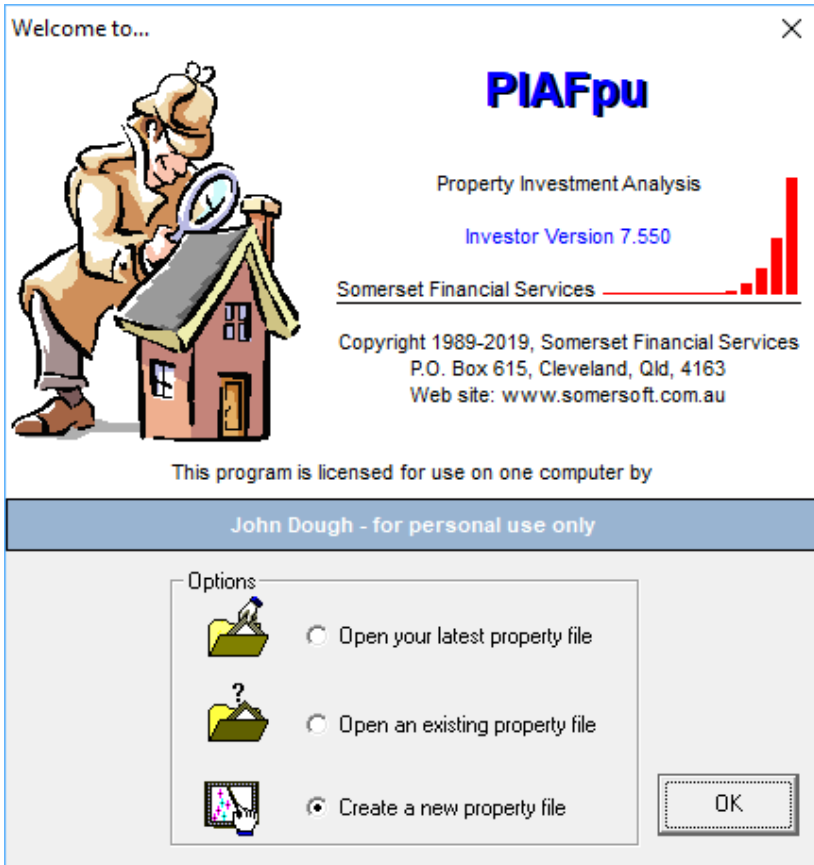 Welcome to...
PIAFpu
Property Investment Analysis
Investor Version 7.550
Somerset Financial Services
Copyright 1989-2019, Somerset Financial Services
P.O. Box 615, Cleveland, Qld, 4163
Web site: www.somersoft.com.au
This program is licensed for use on one computer by
John Dough - for personal use only
Options
Open your latest property file
?
Open an existing property file
Create a new property file
OK